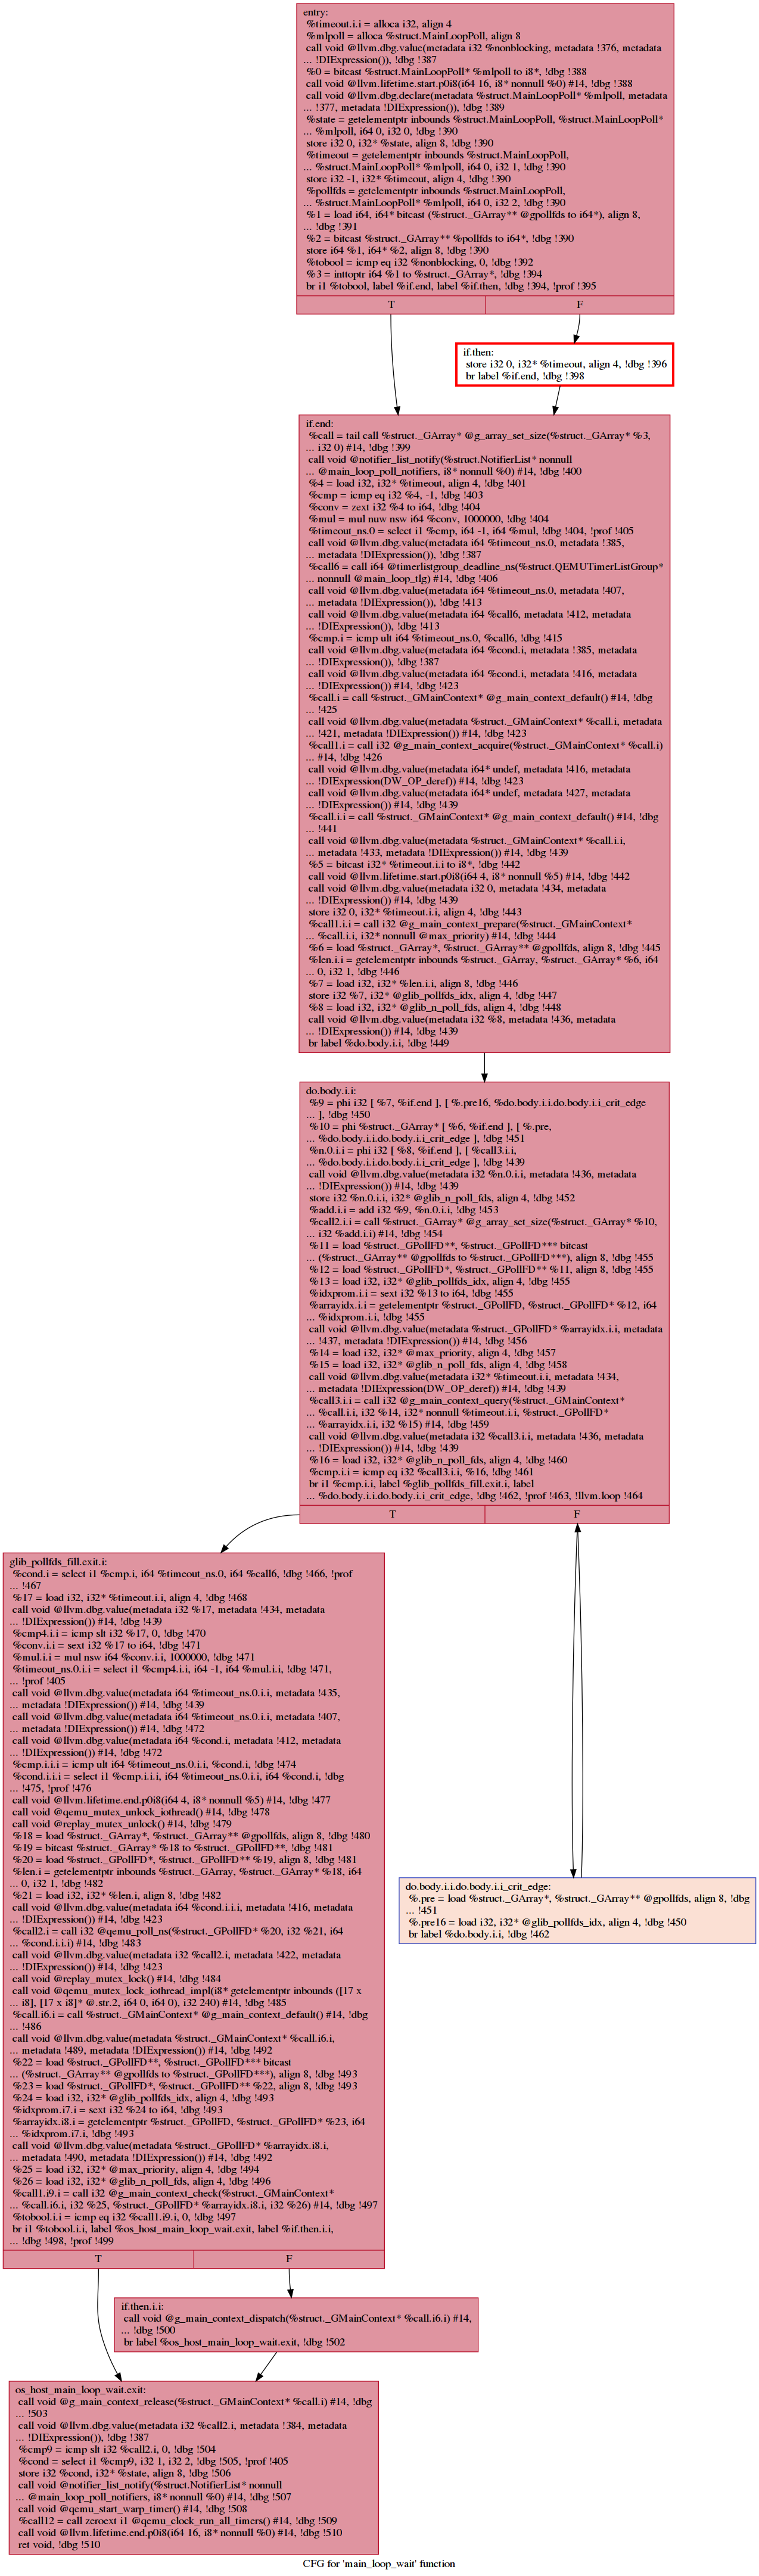 entry:
%timeout.i.i = alloca i32, align 4
%mlpoll = alloca %struct.MainLoopPoll, align 8
call void @llvm.dbg.value(metadata i32 %nonblocking, metadata !376, metadata
... !DIExpression()), !dbg !387
%0 = bitcast %struct.MainLoopPoll* %mlpoll to i8*, !dbg !388
call void @llvm.lifetime.start.p0i8(i64 16, i8* nonnull %0) #14, !dbg !388
call void @llvm.dbg.declare(metadata %struct.MainLoopPoll* %mlpoll, metadata
... !377, metadata !DIExpression()), !dbg !389
%state = getelementptr inbounds %struct.MainLoopPoll, %struct.MainLoopPoll*
... %mlpoll, i64 0, i32 0, !dbg !390
store i32 0, i32* %state, align 8, !dbg !390
%timeout = getelementptr inbounds %struct.MainLoopPoll,
... %struct.MainLoopPoll* %mlpoll, i64 0, i32 1, !dbg !390
store i32 -1, i32* %timeout, align 4, !dbg !390
%pollfds = getelementptr inbounds %struct.MainLoopPoll,
... %struct.MainLoopPoll* %mlpoll, i64 0, i32 2, !dbg !390
%1 = load i64, i64* bitcast (%struct._GArray** @gpollfds to i64*), align 8,
... !dbg !391
%2 = bitcast %struct._GArray** %pollfds to i64*, !dbg !390
store i64 %1, i64* %2, align 8, !dbg !390
%tobool = icmp eq i32 %nonblocking, 0, !dbg !392
%3 = inttoptr i64 %1 to %struct._GArray*, !dbg !394
br i1 %tobool, label %if.end, label %if.then, !dbg !394, !prof !395
T F
if.then:
store i32 0, i32* %timeout, align 4, !dbg !396
br label %if.end, !dbg !398
if.end:
%call = tail call %struct._GArray* @g_array_set_size(%struct._GArray* %3,
... i32 0) #14, !dbg !399
call void @notifier_list_notify(%struct.NotifierList* nonnull
... @main_loop_poll_notifiers, i8* nonnull %0) #14, !dbg !400
%4 = load i32, i32* %timeout, align 4, !dbg !401
%cmp = icmp eq i32 %4, -1, !dbg !403
%conv = zext i32 %4 to i64, !dbg !404
%mul = mul nuw nsw i64 %conv, 1000000, !dbg !404
%timeout_ns.0 = select i1 %cmp, i64 -1, i64 %mul, !dbg !404, !prof !405
call void @llvm.dbg.value(metadata i64 %timeout_ns.0, metadata !385,
... metadata !DIExpression()), !dbg !387
%call6 = call i64 @timerlistgroup_deadline_ns(%struct.QEMUTimerListGroup*
... nonnull @main_loop_tlg) #14, !dbg !406
call void @llvm.dbg.value(metadata i64 %timeout_ns.0, metadata !407,
... metadata !DIExpression()), !dbg !413
call void @llvm.dbg.value(metadata i64 %call6, metadata !412, metadata
... !DIExpression()), !dbg !413
%cmp.i = icmp ult i64 %timeout_ns.0, %call6, !dbg !415
call void @llvm.dbg.value(metadata i64 %cond.i, metadata !385, metadata
... !DIExpression()), !dbg !387
call void @llvm.dbg.value(metadata i64 %cond.i, metadata !416, metadata
... !DIExpression()) #14, !dbg !423
%call.i = call %struct._GMainContext* @g_main_context_default() #14, !dbg
... !425
call void @llvm.dbg.value(metadata %struct._GMainContext* %call.i, metadata
... !421, metadata !DIExpression()) #14, !dbg !423
%call1.i = call i32 @g_main_context_acquire(%struct._GMainContext* %call.i)
... #14, !dbg !426
call void @llvm.dbg.value(metadata i64* undef, metadata !416, metadata
... !DIExpression(DW_OP_deref)) #14, !dbg !423
call void @llvm.dbg.value(metadata i64* undef, metadata !427, metadata
... !DIExpression()) #14, !dbg !439
%call.i.i = call %struct._GMainContext* @g_main_context_default() #14, !dbg
... !441
call void @llvm.dbg.value(metadata %struct._GMainContext* %call.i.i,
... metadata !433, metadata !DIExpression()) #14, !dbg !439
%5 = bitcast i32* %timeout.i.i to i8*, !dbg !442
call void @llvm.lifetime.start.p0i8(i64 4, i8* nonnull %5) #14, !dbg !442
call void @llvm.dbg.value(metadata i32 0, metadata !434, metadata
... !DIExpression()) #14, !dbg !439
store i32 0, i32* %timeout.i.i, align 4, !dbg !443
%call1.i.i = call i32 @g_main_context_prepare(%struct._GMainContext*
... %call.i.i, i32* nonnull @max_priority) #14, !dbg !444
%6 = load %struct._GArray*, %struct._GArray** @gpollfds, align 8, !dbg !445
%len.i.i = getelementptr inbounds %struct._GArray, %struct._GArray* %6, i64
... 0, i32 1, !dbg !446
%7 = load i32, i32* %len.i.i, align 8, !dbg !446
store i32 %7, i32* @glib_pollfds_idx, align 4, !dbg !447
%8 = load i32, i32* @glib_n_poll_fds, align 4, !dbg !448
call void @llvm.dbg.value(metadata i32 %8, metadata !436, metadata
... !DIExpression()) #14, !dbg !439
br label %do.body.i.i, !dbg !449
do.body.i.i:
%9 = phi i32 [ %7, %if.end ], [ %.pre16, %do.body.i.i.do.body.i.i_crit_edge
... ], !dbg !450
%10 = phi %struct._GArray* [ %6, %if.end ], [ %.pre,
... %do.body.i.i.do.body.i.i_crit_edge ], !dbg !451
%n.0.i.i = phi i32 [ %8, %if.end ], [ %call3.i.i,
... %do.body.i.i.do.body.i.i_crit_edge ], !dbg !439
call void @llvm.dbg.value(metadata i32 %n.0.i.i, metadata !436, metadata
... !DIExpression()) #14, !dbg !439
store i32 %n.0.i.i, i32* @glib_n_poll_fds, align 4, !dbg !452
%add.i.i = add i32 %9, %n.0.i.i, !dbg !453
%call2.i.i = call %struct._GArray* @g_array_set_size(%struct._GArray* %10,
... i32 %add.i.i) #14, !dbg !454
%11 = load %struct._GPollFD**, %struct._GPollFD*** bitcast
... (%struct._GArray** @gpollfds to %struct._GPollFD***), align 8, !dbg !455
%12 = load %struct._GPollFD*, %struct._GPollFD** %11, align 8, !dbg !455
%13 = load i32, i32* @glib_pollfds_idx, align 4, !dbg !455
%idxprom.i.i = sext i32 %13 to i64, !dbg !455
%arrayidx.i.i = getelementptr %struct._GPollFD, %struct._GPollFD* %12, i64
... %idxprom.i.i, !dbg !455
call void @llvm.dbg.value(metadata %struct._GPollFD* %arrayidx.i.i, metadata
... !437, metadata !DIExpression()) #14, !dbg !456
%14 = load i32, i32* @max_priority, align 4, !dbg !457
%15 = load i32, i32* @glib_n_poll_fds, align 4, !dbg !458
call void @llvm.dbg.value(metadata i32* %timeout.i.i, metadata !434,
... metadata !DIExpression(DW_OP_deref)) #14, !dbg !439
%call3.i.i = call i32 @g_main_context_query(%struct._GMainContext*
... %call.i.i, i32 %14, i32* nonnull %timeout.i.i, %struct._GPollFD*
... %arrayidx.i.i, i32 %15) #14, !dbg !459
call void @llvm.dbg.value(metadata i32 %call3.i.i, metadata !436, metadata
... !DIExpression()) #14, !dbg !439
%16 = load i32, i32* @glib_n_poll_fds, align 4, !dbg !460
%cmp.i.i = icmp eq i32 %call3.i.i, %16, !dbg !461
br i1 %cmp.i.i, label %glib_pollfds_fill.exit.i, label
... %do.body.i.i.do.body.i.i_crit_edge, !dbg !462, !prof !463, !llvm.loop !464
T F
glib_pollfds_fill.exit.i:
%cond.i = select i1 %cmp.i, i64 %timeout_ns.0, i64 %call6, !dbg !466, !prof
... !467
%17 = load i32, i32* %timeout.i.i, align 4, !dbg !468
call void @llvm.dbg.value(metadata i32 %17, metadata !434, metadata
... !DIExpression()) #14, !dbg !439
%cmp4.i.i = icmp slt i32 %17, 0, !dbg !470
%conv.i.i = sext i32 %17 to i64, !dbg !471
%mul.i.i = mul nsw i64 %conv.i.i, 1000000, !dbg !471
%timeout_ns.0.i.i = select i1 %cmp4.i.i, i64 -1, i64 %mul.i.i, !dbg !471,
... !prof !405
call void @llvm.dbg.value(metadata i64 %timeout_ns.0.i.i, metadata !435,
... metadata !DIExpression()) #14, !dbg !439
call void @llvm.dbg.value(metadata i64 %timeout_ns.0.i.i, metadata !407,
... metadata !DIExpression()) #14, !dbg !472
call void @llvm.dbg.value(metadata i64 %cond.i, metadata !412, metadata
... !DIExpression()) #14, !dbg !472
%cmp.i.i.i = icmp ult i64 %timeout_ns.0.i.i, %cond.i, !dbg !474
%cond.i.i.i = select i1 %cmp.i.i.i, i64 %timeout_ns.0.i.i, i64 %cond.i, !dbg
... !475, !prof !476
call void @llvm.lifetime.end.p0i8(i64 4, i8* nonnull %5) #14, !dbg !477
call void @qemu_mutex_unlock_iothread() #14, !dbg !478
call void @replay_mutex_unlock() #14, !dbg !479
%18 = load %struct._GArray*, %struct._GArray** @gpollfds, align 8, !dbg !480
%19 = bitcast %struct._GArray* %18 to %struct._GPollFD**, !dbg !481
%20 = load %struct._GPollFD*, %struct._GPollFD** %19, align 8, !dbg !481
%len.i = getelementptr inbounds %struct._GArray, %struct._GArray* %18, i64
... 0, i32 1, !dbg !482
%21 = load i32, i32* %len.i, align 8, !dbg !482
call void @llvm.dbg.value(metadata i64 %cond.i.i.i, metadata !416, metadata
... !DIExpression()) #14, !dbg !423
%call2.i = call i32 @qemu_poll_ns(%struct._GPollFD* %20, i32 %21, i64
... %cond.i.i.i) #14, !dbg !483
call void @llvm.dbg.value(metadata i32 %call2.i, metadata !422, metadata
... !DIExpression()) #14, !dbg !423
call void @replay_mutex_lock() #14, !dbg !484
call void @qemu_mutex_lock_iothread_impl(i8* getelementptr inbounds ([17 x
... i8], [17 x i8]* @.str.2, i64 0, i64 0), i32 240) #14, !dbg !485
%call.i6.i = call %struct._GMainContext* @g_main_context_default() #14, !dbg
... !486
call void @llvm.dbg.value(metadata %struct._GMainContext* %call.i6.i,
... metadata !489, metadata !DIExpression()) #14, !dbg !492
%22 = load %struct._GPollFD**, %struct._GPollFD*** bitcast
... (%struct._GArray** @gpollfds to %struct._GPollFD***), align 8, !dbg !493
%23 = load %struct._GPollFD*, %struct._GPollFD** %22, align 8, !dbg !493
%24 = load i32, i32* @glib_pollfds_idx, align 4, !dbg !493
%idxprom.i7.i = sext i32 %24 to i64, !dbg !493
%arrayidx.i8.i = getelementptr %struct._GPollFD, %struct._GPollFD* %23, i64
... %idxprom.i7.i, !dbg !493
call void @llvm.dbg.value(metadata %struct._GPollFD* %arrayidx.i8.i,
... metadata !490, metadata !DIExpression()) #14, !dbg !492
%25 = load i32, i32* @max_priority, align 4, !dbg !494
%26 = load i32, i32* @glib_n_poll_fds, align 4, !dbg !496
%call1.i9.i = call i32 @g_main_context_check(%struct._GMainContext*
... %call.i6.i, i32 %25, %struct._GPollFD* %arrayidx.i8.i, i32 %26) #14, !dbg !497
%tobool.i.i = icmp eq i32 %call1.i9.i, 0, !dbg !497
br i1 %tobool.i.i, label %os_host_main_loop_wait.exit, label %if.then.i.i,
... !dbg !498, !prof !499
T F
do.body.i.i.do.body.i.i_crit_edge:
%.pre = load %struct._GArray*, %struct._GArray** @gpollfds, align 8, !dbg
... !451
%.pre16 = load i32, i32* @glib_pollfds_idx, align 4, !dbg !450
br label %do.body.i.i, !dbg !462
if.then.i.i:
call void @g_main_context_dispatch(%struct._GMainContext* %call.i6.i) #14,
... !dbg !500
br label %os_host_main_loop_wait.exit, !dbg !502
os_host_main_loop_wait.exit:
call void @g_main_context_release(%struct._GMainContext* %call.i) #14, !dbg
... !503
call void @llvm.dbg.value(metadata i32 %call2.i, metadata !384, metadata
... !DIExpression()), !dbg !387
%cmp9 = icmp slt i32 %call2.i, 0, !dbg !504
%cond = select i1 %cmp9, i32 1, i32 2, !dbg !505, !prof !405
store i32 %cond, i32* %state, align 8, !dbg !506
call void @notifier_list_notify(%struct.NotifierList* nonnull
... @main_loop_poll_notifiers, i8* nonnull %0) #14, !dbg !507
call void @qemu_start_warp_timer() #14, !dbg !508
%call12 = call zeroext i1 @qemu_clock_run_all_timers() #14, !dbg !509
call void @llvm.lifetime.end.p0i8(i64 16, i8* nonnull %0) #14, !dbg !510
ret void, !dbg !510
CFG for 'main_loop_wait' function